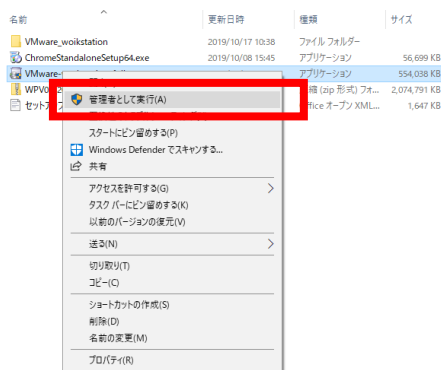 名前 更新日時 種類 サイズ
VMware_woikstation 2019/10/17 10:38 ファイル フォルダー
ChromeStandaloneSetup64.exe 2019/10/08 15:45 アプリケーション 56,699 KB
VMware- アプリケーション 554,038 KB
WPV0 (zip 形式) フォ... 2,074,791 KB
セット オープン XML... 1,647 KB
管理者として実行(A)
スタートにピン留めする(P)
Windows Defender でスキャンする...
共有
アクセスを許可する(G)
タスク バーにピン留めする(K)
以前のバージョンの復元(V)
送る(N)
切り取り(T)
コピー(C)
ショートカットの作成(S)
削除(D)
名前の変更(M)
プロパティ(R)